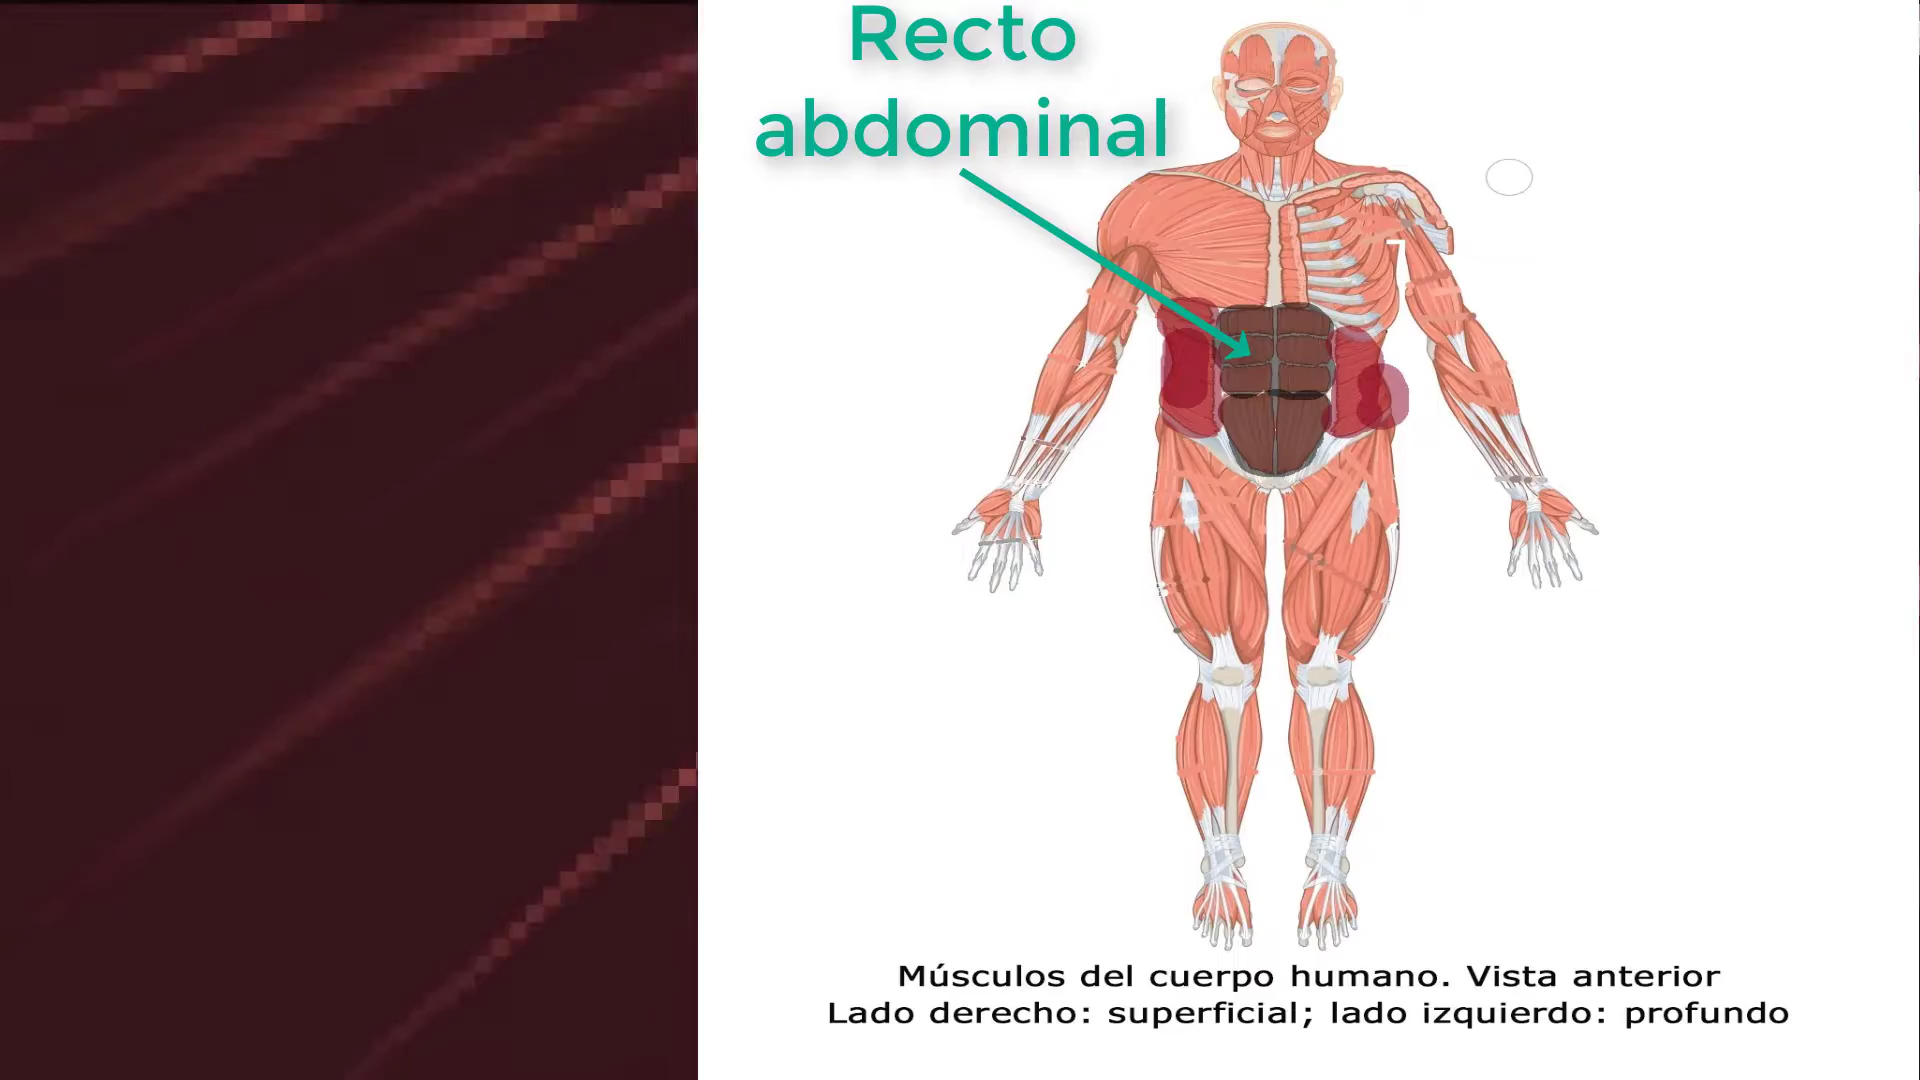 Recto
abdominal
Músculos del cuerpo humano. Vista anterior
Lado derecho: superficial; lado izquierdo: profundo